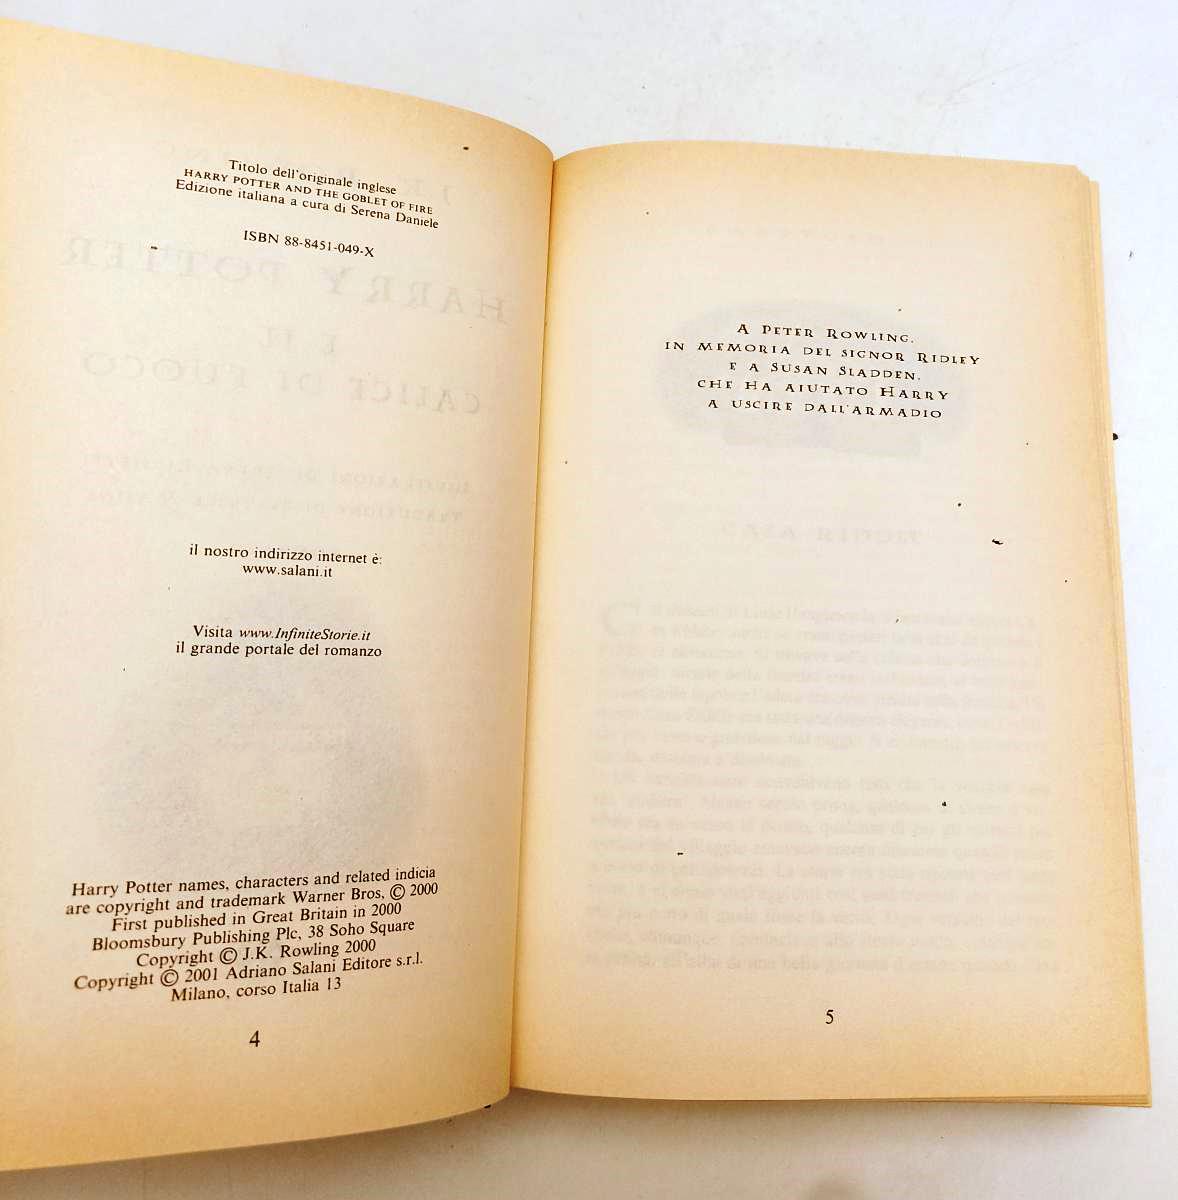 Titolo dell'originale inglese
HARRY POTTER AND THE GOBLET OF FIRE
Edizione italiana a cura di Serena Daniele
ISBN 88-8451-049-X
il nostro indirizzo internet è:
www.salani.it
Visita www.InfiniteStorie.it
il grande portale del romanzo
Harry Potter names, characters and related indicia
are copyright and trademark Warner Bros, © 2000
First published in Great Britain in 2000
Bloomsbury Publishing Plc, 38 Soho Square
Copyright © J.K. Rowling 2000
Copyright © 2001 Adriano Salani Editore s.r.l.
Milano, corso Italia 13
4
A PETER ROWLING,
IN MEMORIA DEL SIGNOR RIDLEY
E A SUSAN SLADDEN,
CHE HA AIUTATO HARRY
A USCIRE DALL'ARMADIO
5